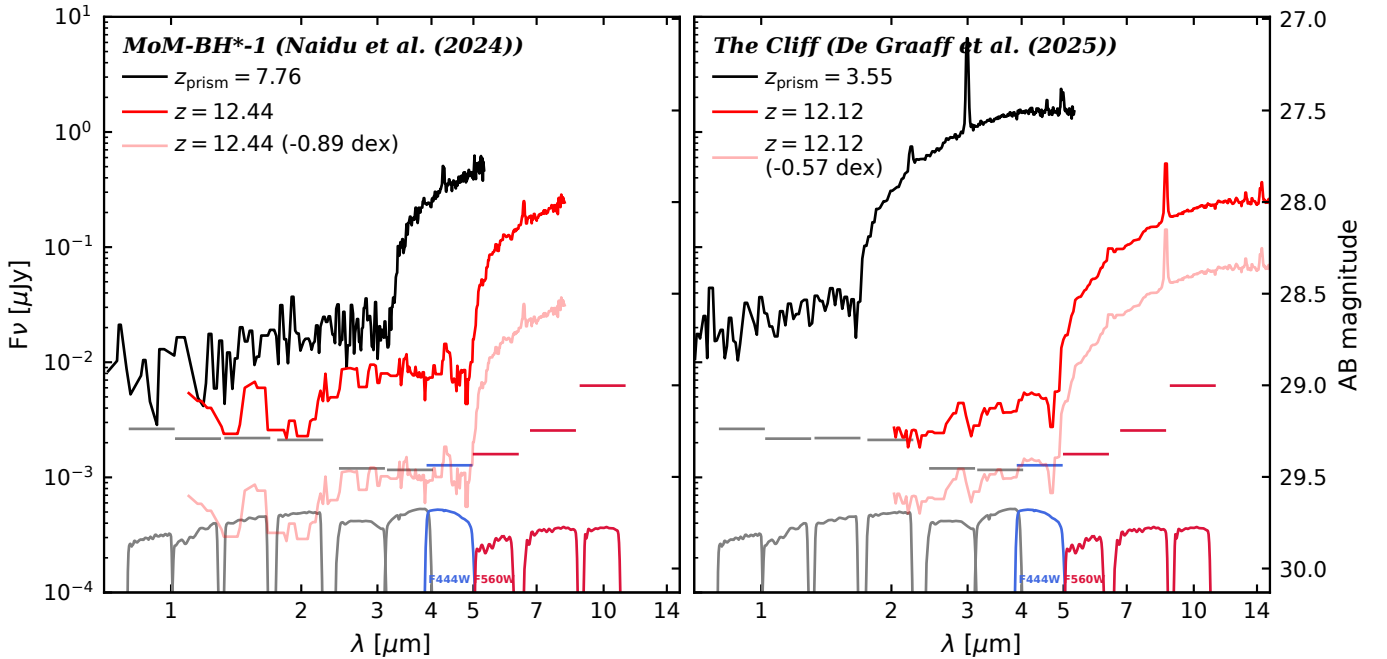 MoM-BH*-1 (Naidu et al. (2024))
z_prism = 7.76
z = 12.44
z = 12.44 (-0.89 dex)
The Cliff (De Graaff et al. (2025))
z_prism = 3.55
z = 12.12
z = 12.12
(-0.57 dex)
Fν [μJy]
10^1
10^0
10^−1
10^−2
10^−3
10^−4
F444W F560W
F444W F560W
27.0
27.5
28.0
28.5
29.0
29.5
30.0
AB magnitude
1 2 3 4 5 7 10 14
1 2 3 4 5 7 10 14
λ [μm]
λ [μm]